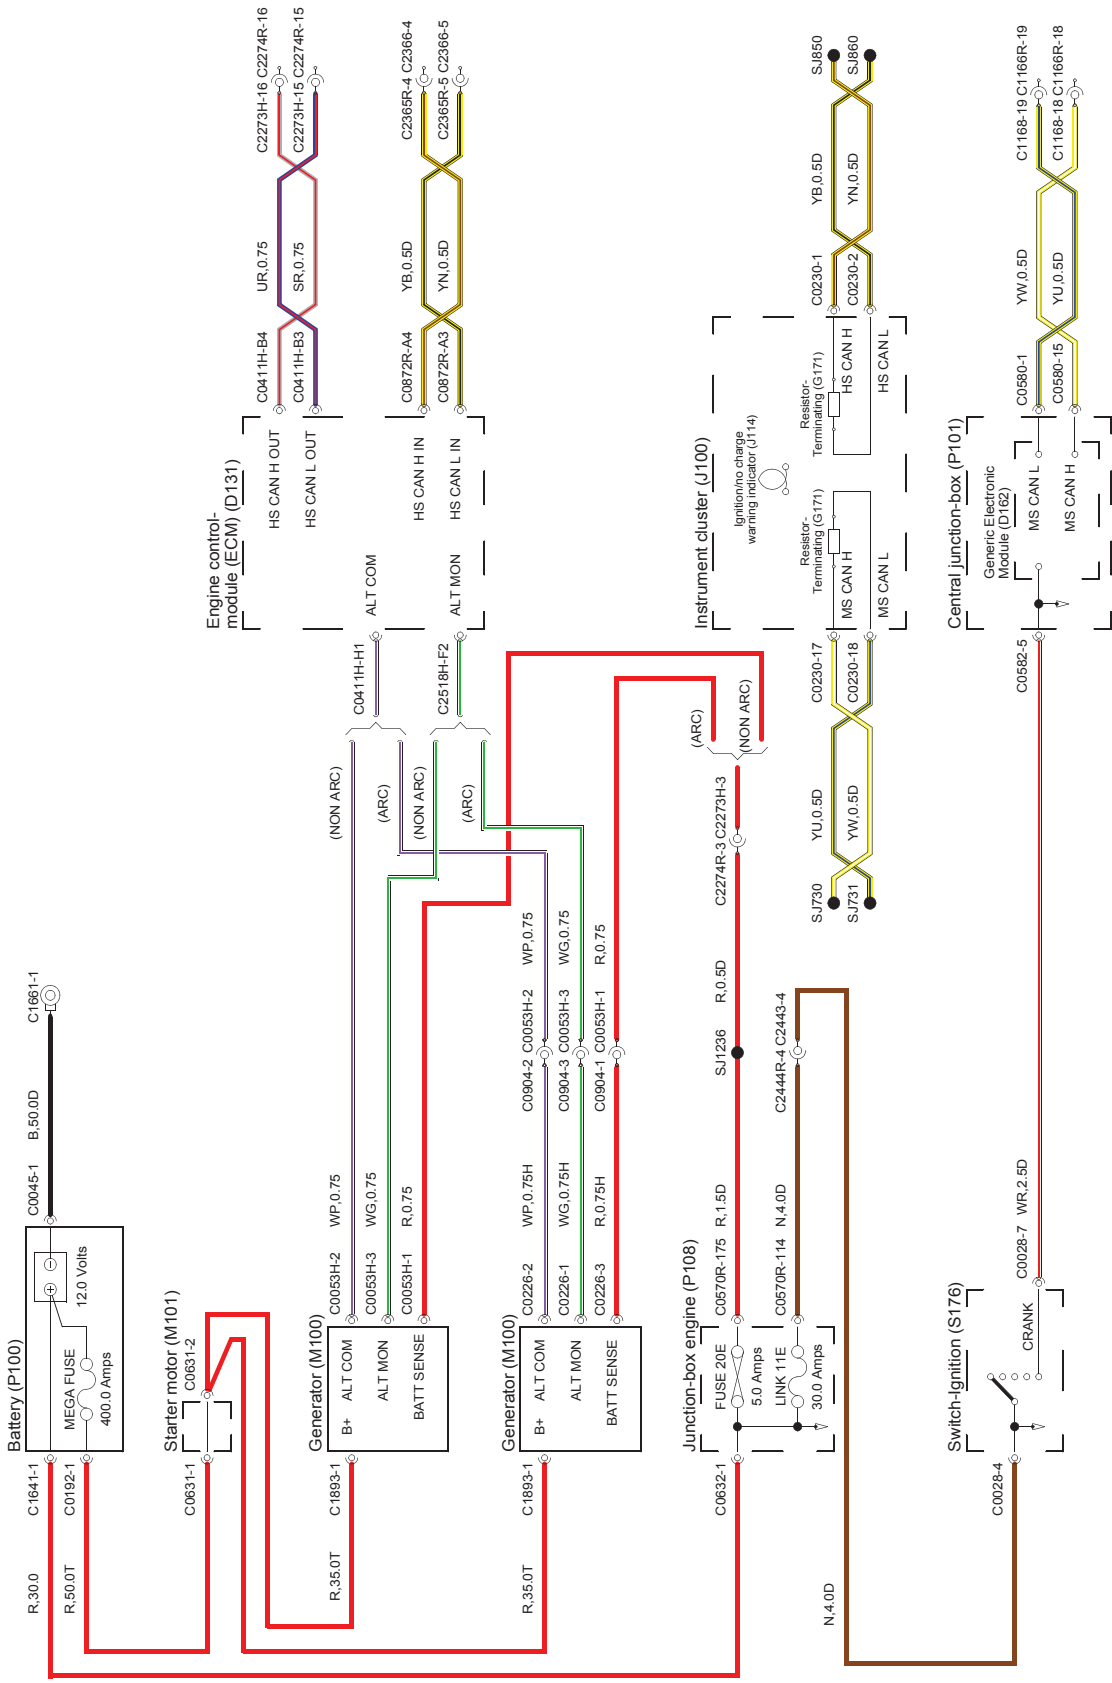 Battery (P100)
C0045-1
B,50.0D
C1661-1
12.0 Volts
MEGA FUSE
400.0 Amps
C1641-1
C0192-1
R,30.0
R,50.0T
Starter motor (M101)
C0631-2
C0631-1
Generator (M100)
B+
ALT COM
ALT MON
BATT SENSE
C1893-1
R,35.0T
C0053H-2
WP,0.75
C0053H-3
WG,0.75
C0053H-1
R,0.75
Generator (M100)
B+
ALT COM
ALT MON
BATT SENSE
C1893-1
R,35.0T
C0226-2
WP,0.75H
C0904-2
C0053H-2
WP,0.75
C0226-1
WG,0.75H
C0904-3
C0053H-3
WG,0.75
C0226-3
R,0.75H
C0904-1
C0053H-1
R,0.75
(NON ARC)
(ARC)
(NON ARC)
(ARC)
C0411H-H1
C2518H-F2
Engine control-
module (ECM) (D131)
ALT COM
ALT MON
HS CAN H OUT
HS CAN L OUT
HS CAN H IN
HS CAN L IN
C0411H-B4
UR,0.75
C2273H-16
C2274R-16
C0411H-B3
SR,0.75
C2273H-15
C2274R-15
C0872R-A4
YB,0.5D
C2365R-4
C2366-4
C0872R-A3
YN,0.5D
C2365R-5
C2366-5
Junction-box engine (P108)
FUSE 20E
5.0 Amps
LINK 11E
30.0 Amps
C0632-1
C0570R-175
R,1.5D
SJ1236
R,0.5D
C2274R-3
C2273H-3
(ARC)
(NON ARC)
C0570R-114
N,4.0D
C2444R-4
C2443-4
N,4.0D
Instrument cluster (J100)
Ignition/no charge
warning indicator (J114)
Resistor-
Terminating (G171)
MS CAN H
MS CAN L
Resistor-
Terminating (G171)
HS CAN H
HS CAN L
C0230-17
C0230-18
YU,0.5D
YW,0.5D
SJ730
SJ731
C0230-1
C0230-2
YB,0.5D
YN,0.5D
SJ850
SJ860
Switch-Ignition (S176)
CRANK
C0028-4
C0028-7
WR,2.5D
C0582-5
Central junction-box (P101)
Generic Electronic
Module (D162)
MS CAN L
MS CAN H
C0580-1
YW,0.5D
C1168-19
C1166R-19
C0580-15
YU,0.5D
C1168-18
C1166R-18